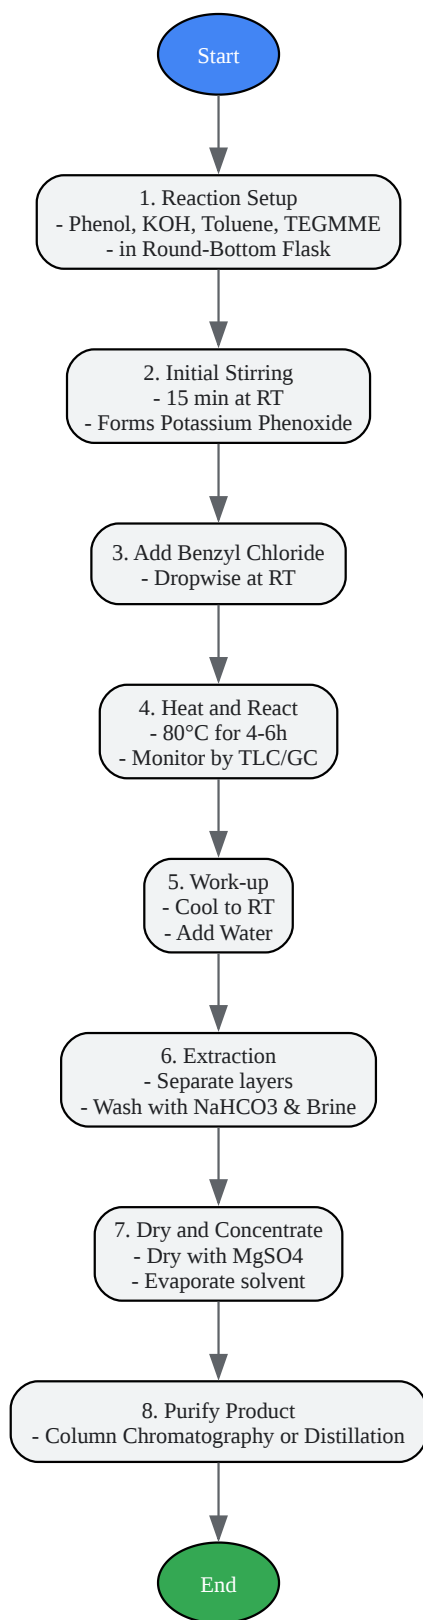 Start
1. Reaction Setup
- Phenol, KOH, Toluene, TEGMME
- in Round-Bottom Flask
2. Initial Stirring
- 15 min at RT
- Forms Potassium Phenoxide
3. Add Benzyl Chloride
- Dropwise at RT
4. Heat and React
- 80°C for 4-6h
- Monitor by TLC/GC
5. Work-up
- Cool to RT
- Add Water
6. Extraction
- Separate layers
- Wash with NaHCO3 & Brine
7. Dry and Concentrate
- Dry with MgSO4
- Evaporate solvent
8. Purify Product
- Column Chromatography or Distillation
End